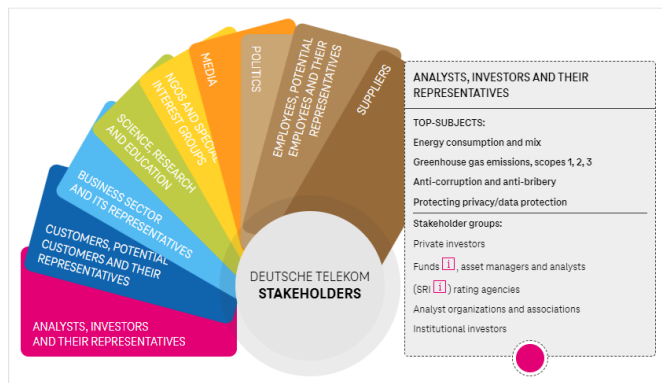 ANALYSTS, INVESTORS
AND THEIR REPRESENTATIVES
CUSTOMERS, POTENTIAL
CUSTOMERS AND THEIR
REPRESENTATIVES
BUSINESS SECTOR
AND ITS REPRESENTATIVES
SCIENCE, RESEARCH
AND EDUCATION
NGOS AND SPECIAL
INTEREST GROUPS
MEDIA
POLITICS
EMPLOYEES, POTENTIAL
EMPLOYEES AND THEIR
REPRESENTATIVES
SUPPLIERS
DEUTSCHE TELEKOM
STAKEHOLDERS
ANALYSTS, INVESTORS AND THEIR
REPRESENTATIVES
TOP-SUBJECTS:
Energy consumption and mix
Greenhouse gas emissions, scopes 1, 2, 3
Anti-corruption and anti-bribery
Protecting privacy/data protection
Stakeholder groups:
Private investors
Funds i , asset managers and analysts
(SRI i ) rating agencies
Analyst organizations and associations
Institutional investors